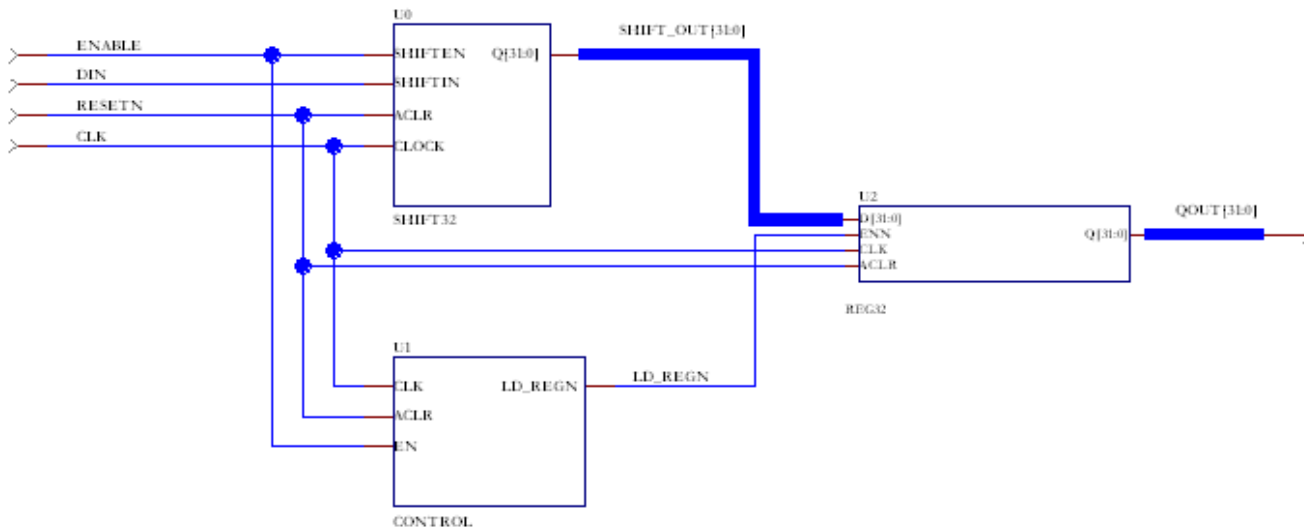 U0
ENABLE
SHIFTEN
Q[31:0]
SHIFT_OUT[31:0]
DIN
SHIFTIN
RESETN
ACLR
CLK
CLOCK
SHIFT32
U2
D[31:0]
ENN
CLK
ACLR
Q[31:0]
QOUT[31:0]
REG32
U1
CLK
LD_REGN
LD_REGN
ACLR
EN
CONTROL